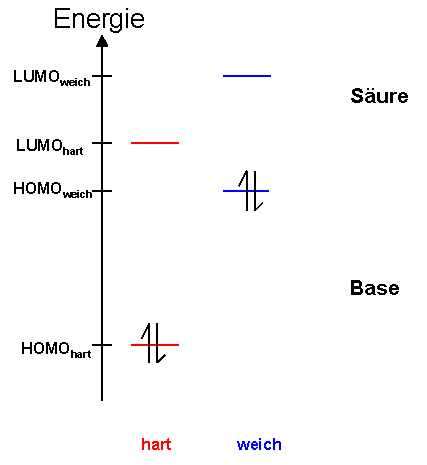 Energie
LUMOweich
Säure
LUMOhart
HOMOweich
Base
HOMOhart
hart weich